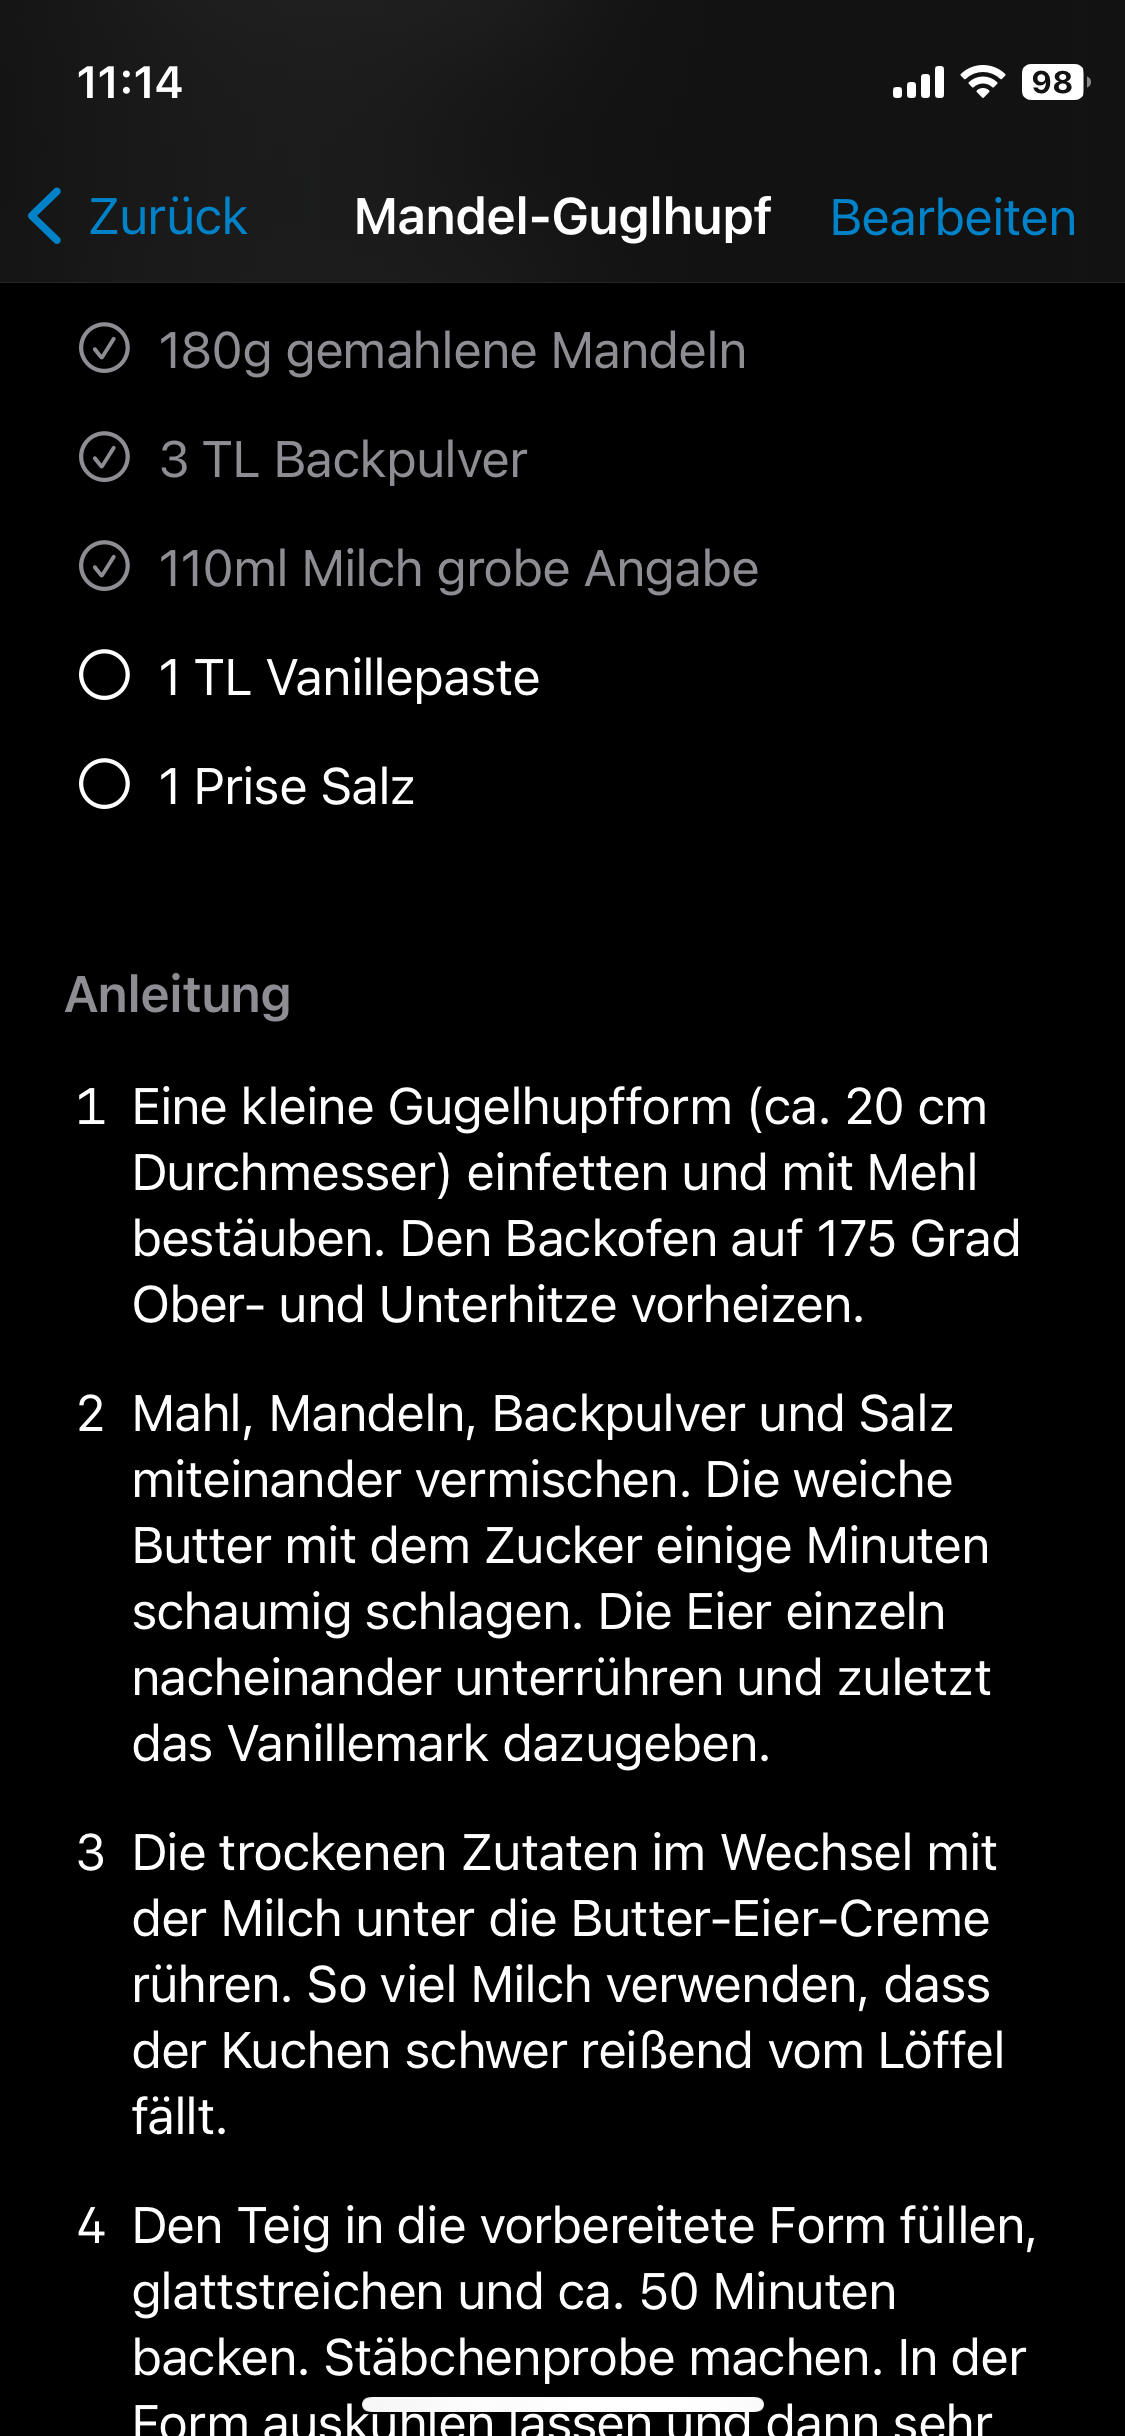 11:14
98
Zurück
Mandel-Guglhupf
Bearbeiten
180g gemahlene Mandeln
3 TL Backpulver
110ml Milch grobe Angabe
1 TL Vanillepaste
1 Prise Salz
Anleitung
1 Eine kleine Gugelhupfform (ca. 20 cm
Durchmesser) einfetten und mit Mehl
bestäuben. Den Backofen auf 175 Grad
Ober- und Unterhitze vorheizen.
2 Mahl, Mandeln, Backpulver und Salz
miteinander vermischen. Die weiche
Butter mit dem Zucker einige Minuten
schaumig schlagen. Die Eier einzeln
nacheinander unterrühren und zuletzt
das Vanillemark dazugeben.
3 Die trockenen Zutaten im Wechsel mit
der Milch unter die Butter-Eier-Creme
rühren. So viel Milch verwenden, dass
der Kuchen schwer reißend vom Löffel
fällt.
4 Den Teig in die vorbereitete Form füllen,
glattstreichen und ca. 50 Minuten
backen. Stäbchenprobe machen. In der
Form auskühlen lassen und dann sehr